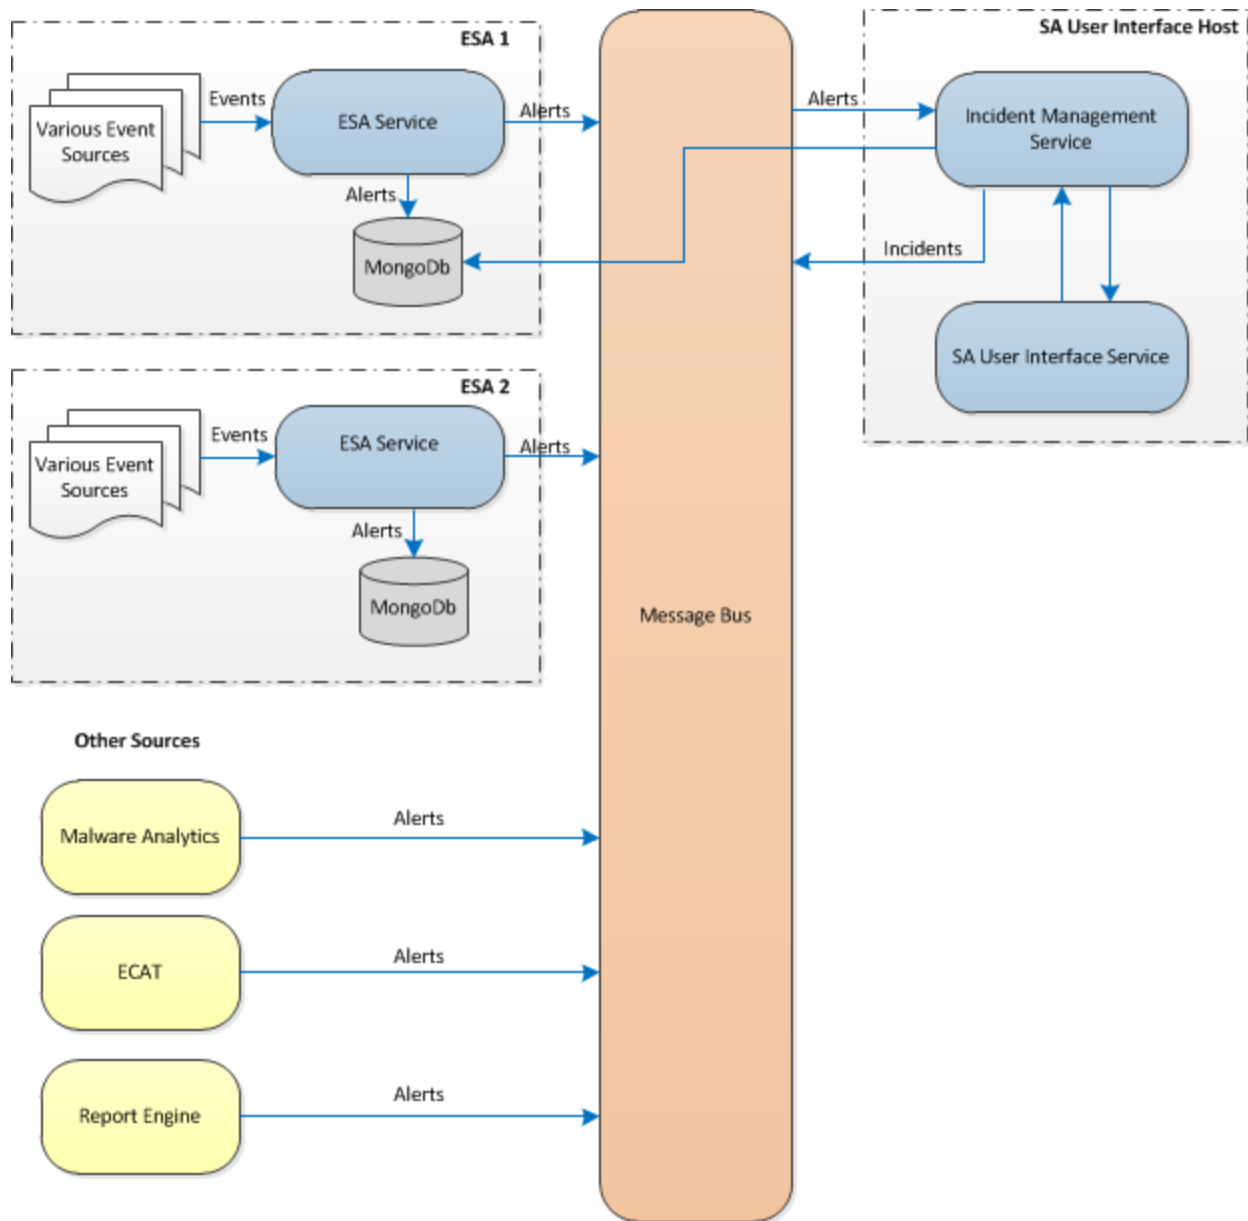 ESA 1
Various Event
Sources
Events
ESA Service
Alerts
Alerts
MongoDb
ESA 2
Various Event
Sources
Events
ESA Service
Alerts
Alerts
MongoDb
Other Sources
Malware Analytics
Alerts
ECAT
Alerts
Report Engine
Alerts
Message Bus
SA User Interface Host
Alerts
Incident Management
Service
Incidents
SA User Interface Service